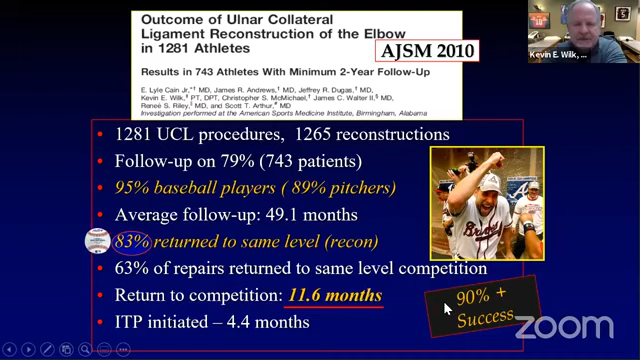 Outcome of Ulnar Collateral
Ligament Reconstruction of the Elbow
in 1281 Athletes
AJSM 2010
Results in 743 Athletes With Minimum 2-Year Follow-Up
E. Lyle Cain Jr,*† MD, James R. Andrews,† MD, Jeffrey R. Dugas,† MD,
Kevin E. Wilk,‡ PT, DPT, Christopher S. McMichael,† MD, James C. Walter II,§ MD,
Renee S. Riley, MD, and Scott T. Arthur, MD
Investigation performed at the American Sports Medicine Institute, Birmingham, Alabama
• 1281 UCL procedures, 1265 reconstructions
• Follow-up on 79% (743 patients)
• 95% baseball players ( 89% pitchers)
• Average follow-up: 49.1 months
• 83% returned to same level (recon)
• 63% of repairs returned to same level competition
• Return to competition: 11.6 months
• ITP initiated – 4.4 months
Braves
90% +
Success
Kevin E. Wilk, ...
zoom